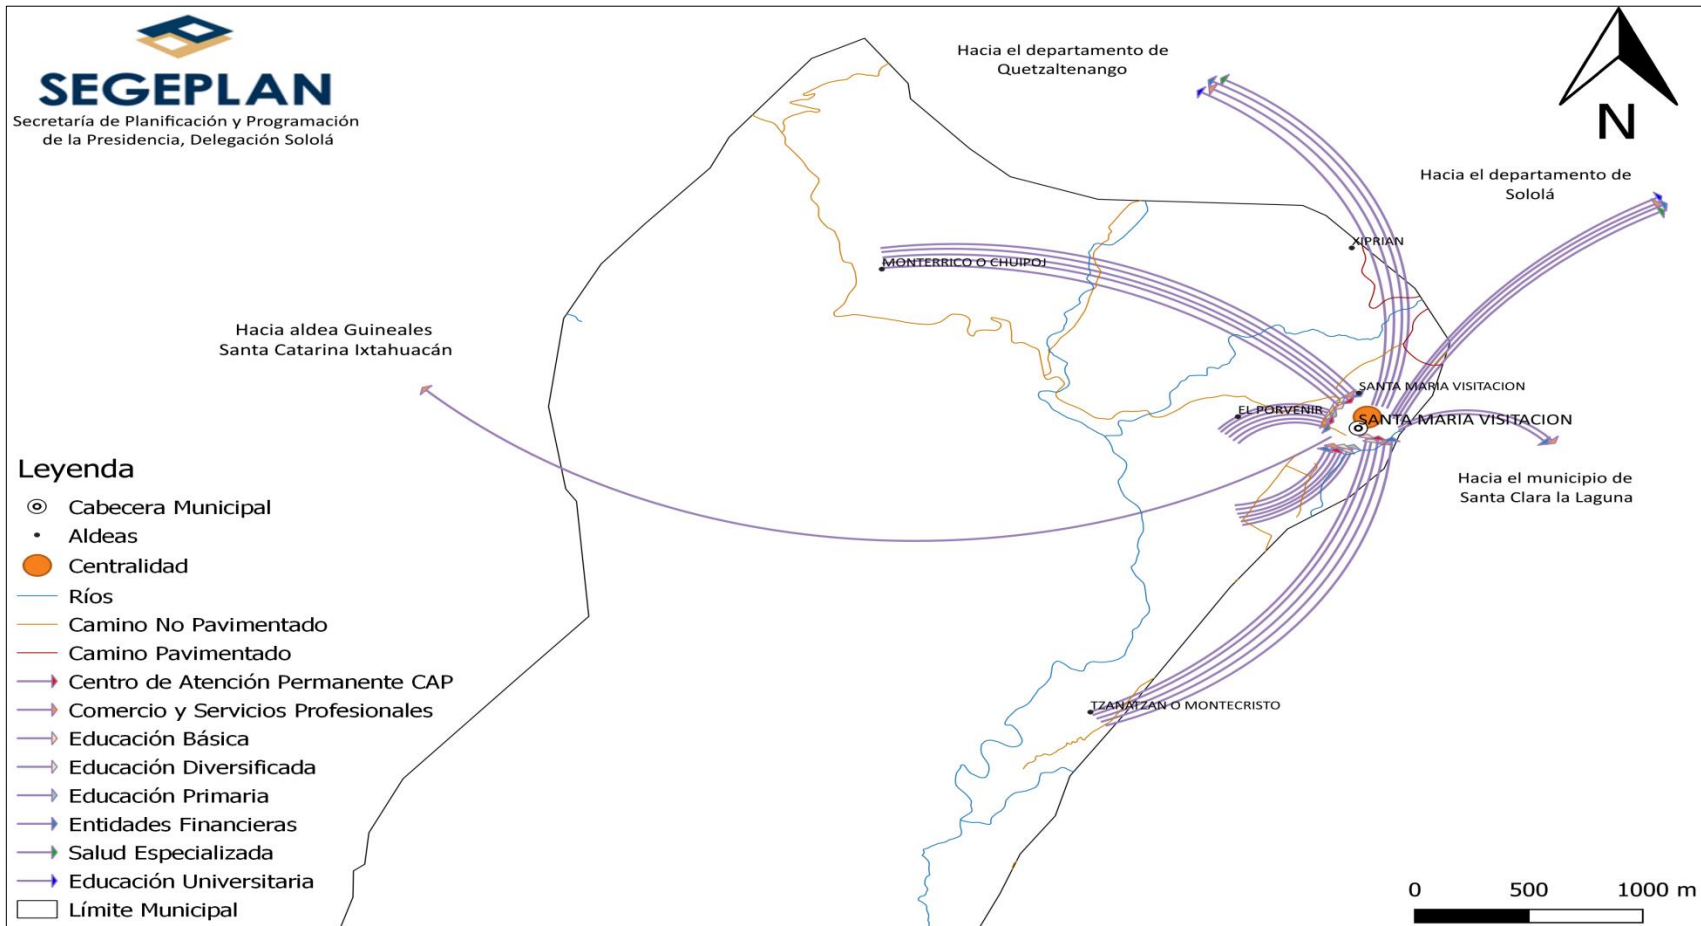 SEGEPLAN
Secretaría de Planificación y Programación
de la Presidencia, Delegación Sololá
Hacia el departamento de
Quetzaltenango
N
Hacia el departamento de
Sololá
XIPRIAN
MONTERRICO O CHUIPOJ
Hacia aldea Guineales
Santa Catarina Ixtahuacán
SANTA MARIA VISITACION
EL PORVENIR
SANTA MARIA VISITACION
Hacia el municipio de
Santa Clara la Laguna
TZANATZAN O MONTECRISTO
Leyenda
Cabecera Municipal
Aldeas
Centralidad
Ríos
Camino No Pavimentado
Camino Pavimentado
Centro de Atención Permanente CAP
Comercio y Servicios Profesionales
Educación Básica
Educación Diversificada
Educación Primaria
Entidades Financieras
Salud Especializada
Educación Universitaria
Límite Municipal
0 500 1000 m